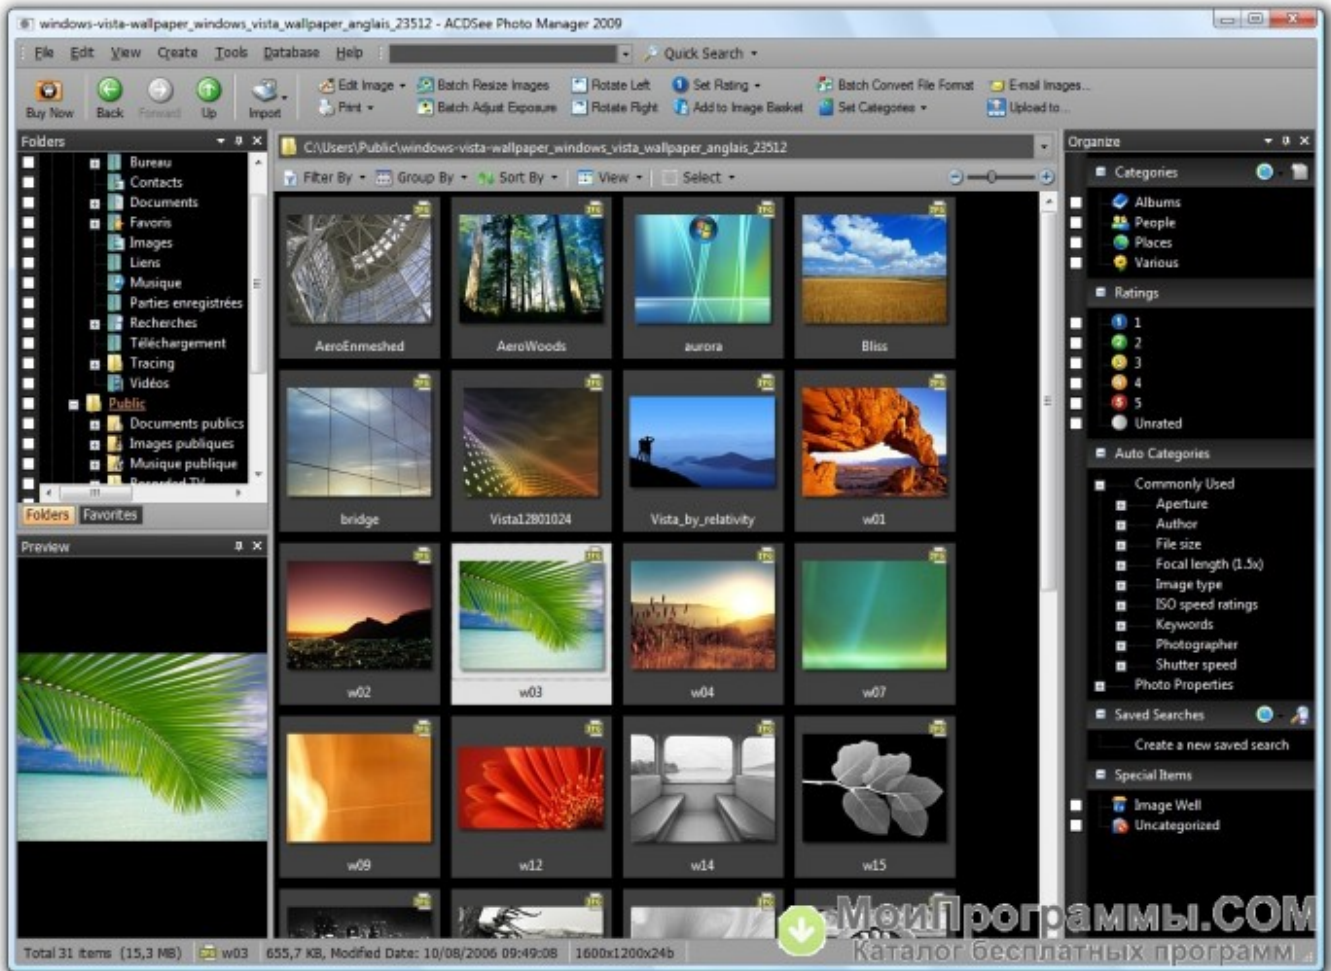 windows-vista-wallpaper_windows_vista_wallpaper_anglais_23512 - ACDSee Photo Manager 2009
File Edit View Create Tools Database Help Quick Search
Edit Image Batch Resize Images Rotate Left Set Rating Batch Convert File Format E-mail Images...
Buy Now Back Forward Up Import Print Batch Adjust Exposure Rotate Right Add to Image Basket Set Categories Upload to...
Folders
Bureau
Contacts
Documents
Favoris
Images
Liens
Musique
Parties enregistrées
Recherches
Téléchargement
Tracing
Vidéos
Public
Documents publics
Images publiques
Musique publique
Recorded TV
Folders Favorites
Preview
C:\Users\Public\windows-vista-wallpaper_windows_vista_wallpaper_anglais_23512
Filter By Group By Sort By View Select
AeroEnmeshed AeroWoods aurora Bliss
bridge Vista12801024 Vista_by_relativity w01
w02 w03 w04 w07
w09 w12 w14 w15
Organize
Categories
Albums
People
Places
Various
Ratings
1
2
3
4
5
Unrated
Auto Categories
Commonly Used
Aperture
Author
File size
Focal length (1.5x)
Image type
ISO speed ratings
Keywords
Photographer
Shutter speed
Photo Properties
Saved Searches
Create a new saved search
Special Items
Image Well
Uncategorized
МоиПрограммы.COM
Каталог бесплатных программ
Total 31 items (15,3 MB) w03 655,7 KB, Modified Date: 10/08/2006 09:49:08 1600x1200x24b